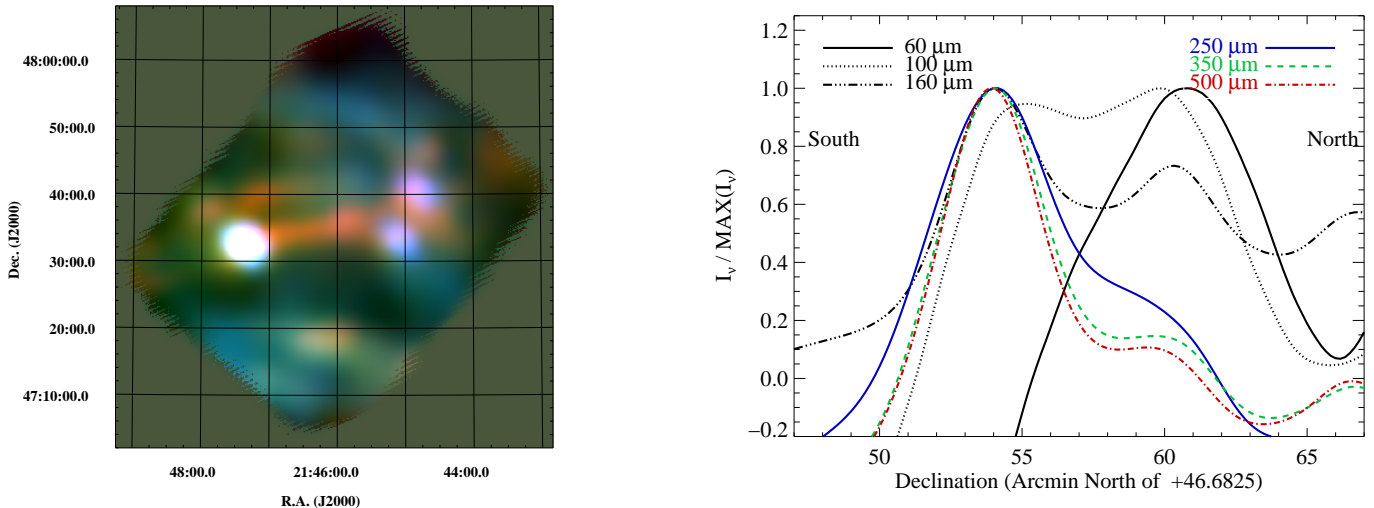 48:00:00.0
50:00.0
40:00.0
30:00.0
20:00.0
47:10:00.0
Dec. (J2000)
48:00.0 21:46:00.0 44:00.0
R.A. (J2000)
1.2
1.0
0.8
0.6
0.4
0.2
0.0
−0.2
Iν / MAX(Iν)
60 µm
100 µm
160 µm
250 µm
350 µm
500 µm
South
North
50 55 60 65
Declination (Arcmin North of +46.6825)